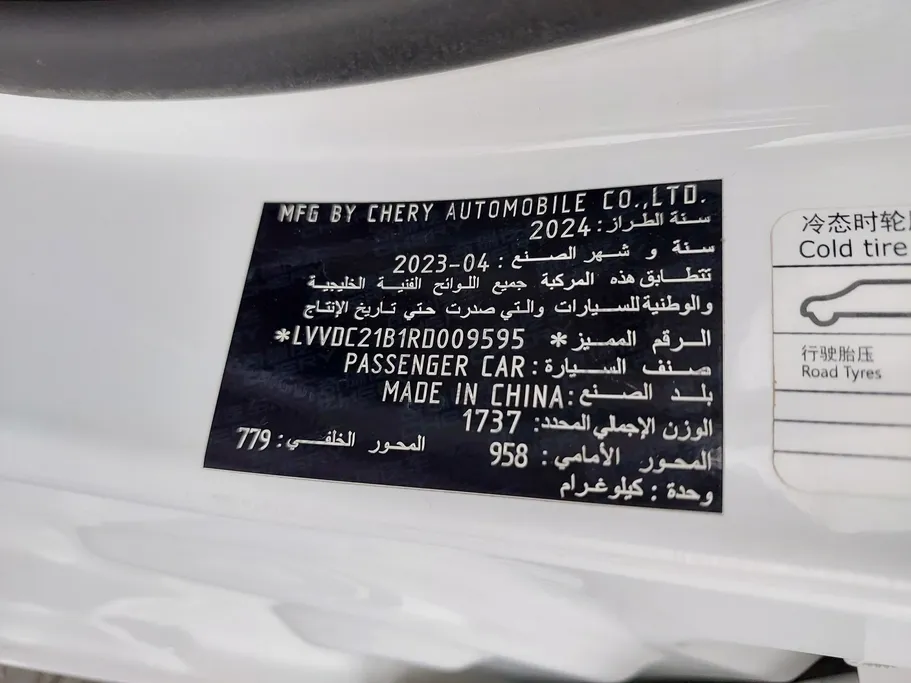 MFG BY CHERY AUTOMOBILE CO.,LTD.
سنة الطراز: 2024
سنة و شهر الصنع : 2023-04
تتطابق هذه المركبة جميع اللوائح الفنية الخليجية
والوطنية للسيارات والتي صدرت حتي تاريخ الإنتاج
الرقم المميز *LVVDC21B1RD009595*
صنف السيارة: PASSENGER CAR
بلد الصنع: MADE IN CHINA
الوزن الإجمالي المحدد: 1737
المحور الأمامي: 958 المحور الخلفي: 779
وحدة : كيلوغرام
冷态时轮
Cold tire
行驶胎压
Road Tyres